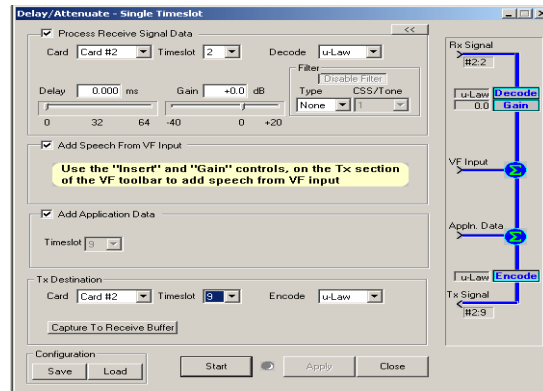 Delay/Attenuate - Single Timeslot
Process Receive Signal Data
<<
Card Card #2 Timeslot 2 Decode u-Law
Filter
Disable Filter
Delay 0.000 ms Gain +0.0 dB Type CSS/Tone
None 1
0 32 64 -40 0 +20
Add Speech From VF Input
Use the "Insert" and "Gain" controls, on the Tx section
of the VF toolbar to add speech from VF input
Add Application Data
Timeslot 9
Tx Destination
Card Card #2 Timeslot 9 Encode u-Law
Capture To Receive Buffer
Configuration
Save Load Start Apply Close
Rx Signal
#2:2
u-Law Decode
0.0 Gain
VF Input
Σ
Appln. Data
Σ
u-Law Encode
Tx Signal
#2:9